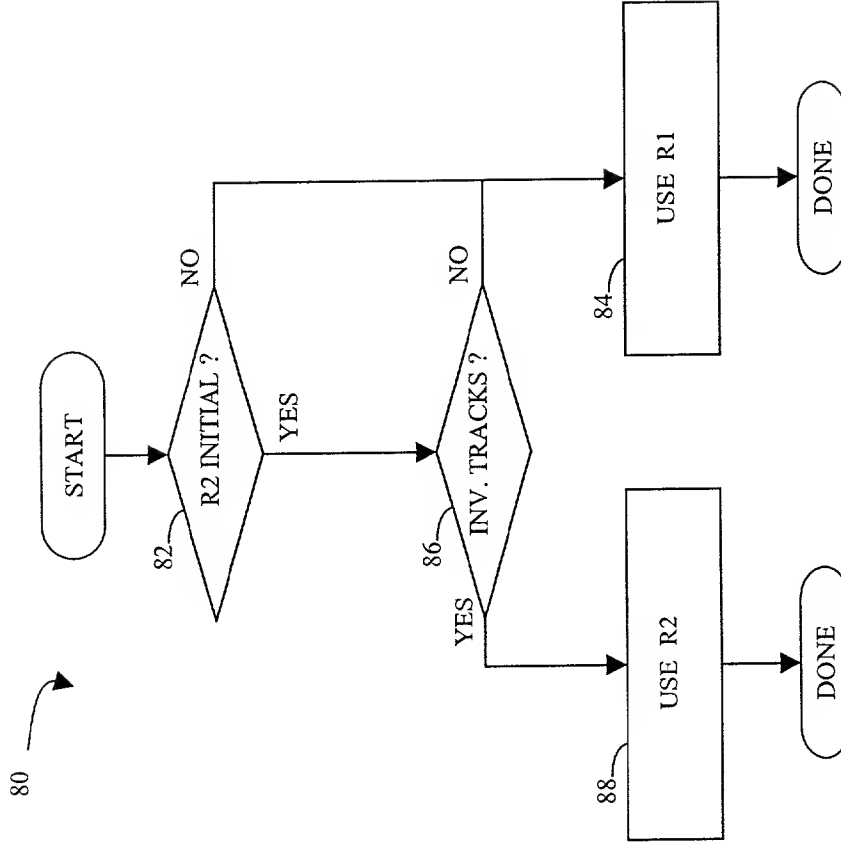 80
START
82
R2 INITIAL ?
NO
YES
86
INV. TRACKS ?
YES
NO
88
USE R2
84
USE R1
DONE
DONE